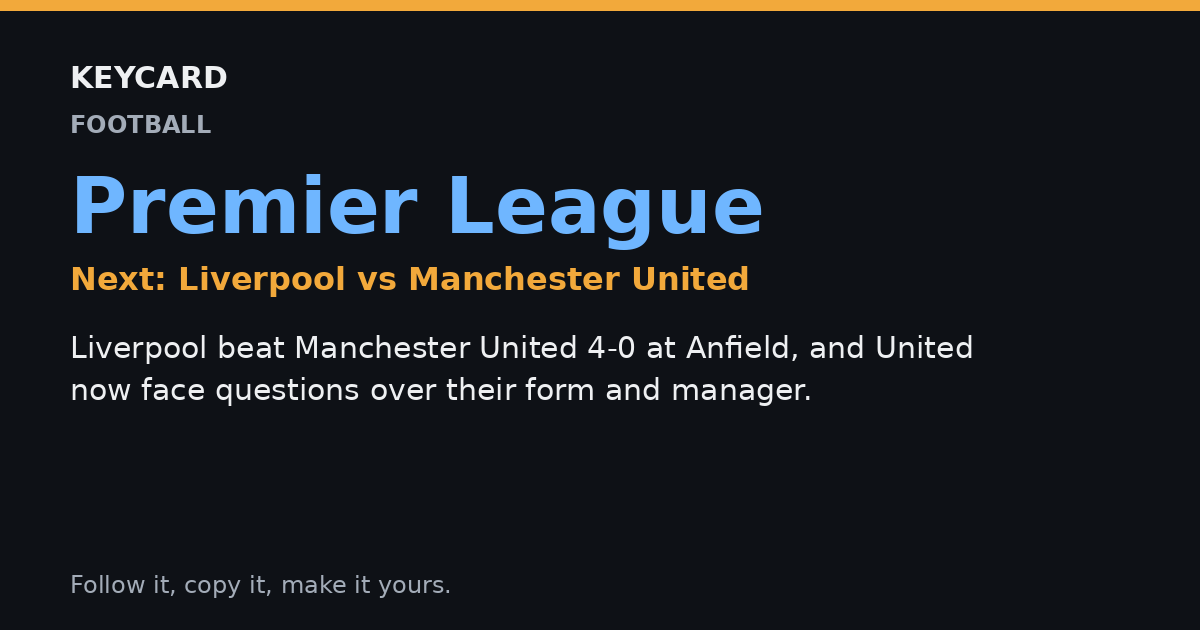 KEYCARD
FOOTBALL
Premier League
Next: Liverpool vs Manchester United
Liverpool beat Manchester United 4-0 at Anfield, and United
now face questions over their form and manager.
Follow it, copy it, make it yours.